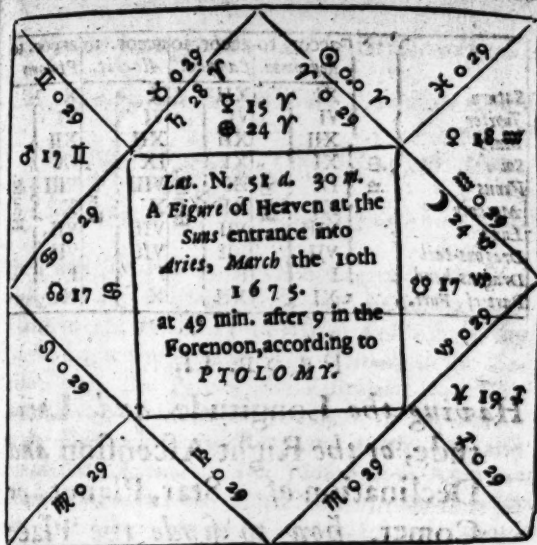 ♉ 0 29
♄ 28 ♈
☿ 15 ♈
⊕ 24 ♈
☉ 0.0 ♈
♈ 0 29
♓ 0 29
♊ 0 29
♂ 17 ♊
♀ 18 ♒
♒ 0 29
☽ 24 ♑
Lat. N. 51 d. 30 m.
A Figure of Heaven at the
Suns entrance into
Aries, March the 10th
1675.
at 49 min. after 9 in the
Forenoon, according to
PTOLOMY.
♋ 0 29
☊ 17 ♋
☋ 17 ♑
♑ 0 29
♌ 0 29
♃ 19 ♐
♐ 0 29
♍ 0 29
♎ 0 29
♏ 0 29